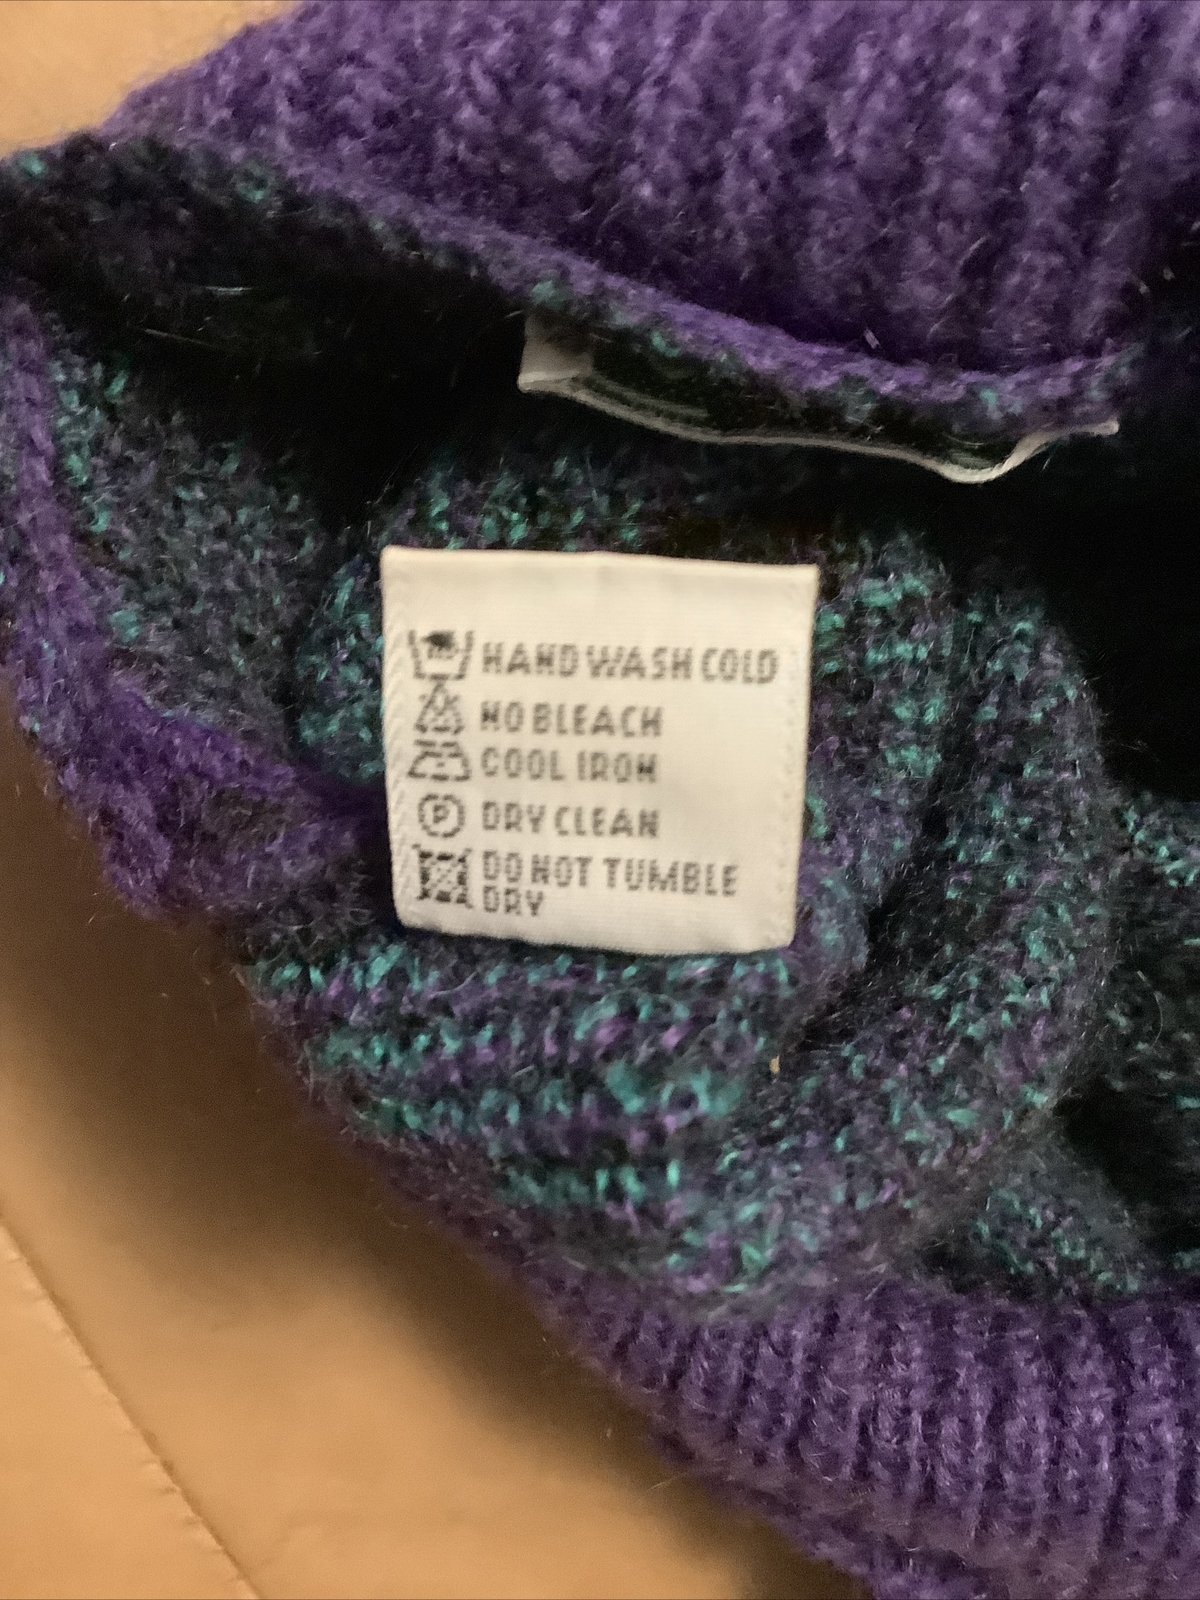 HAND WASH COLD
NO BLEACH
COOL IRON
P DRY CLEAN
DO NOT TUMBLE
DRY